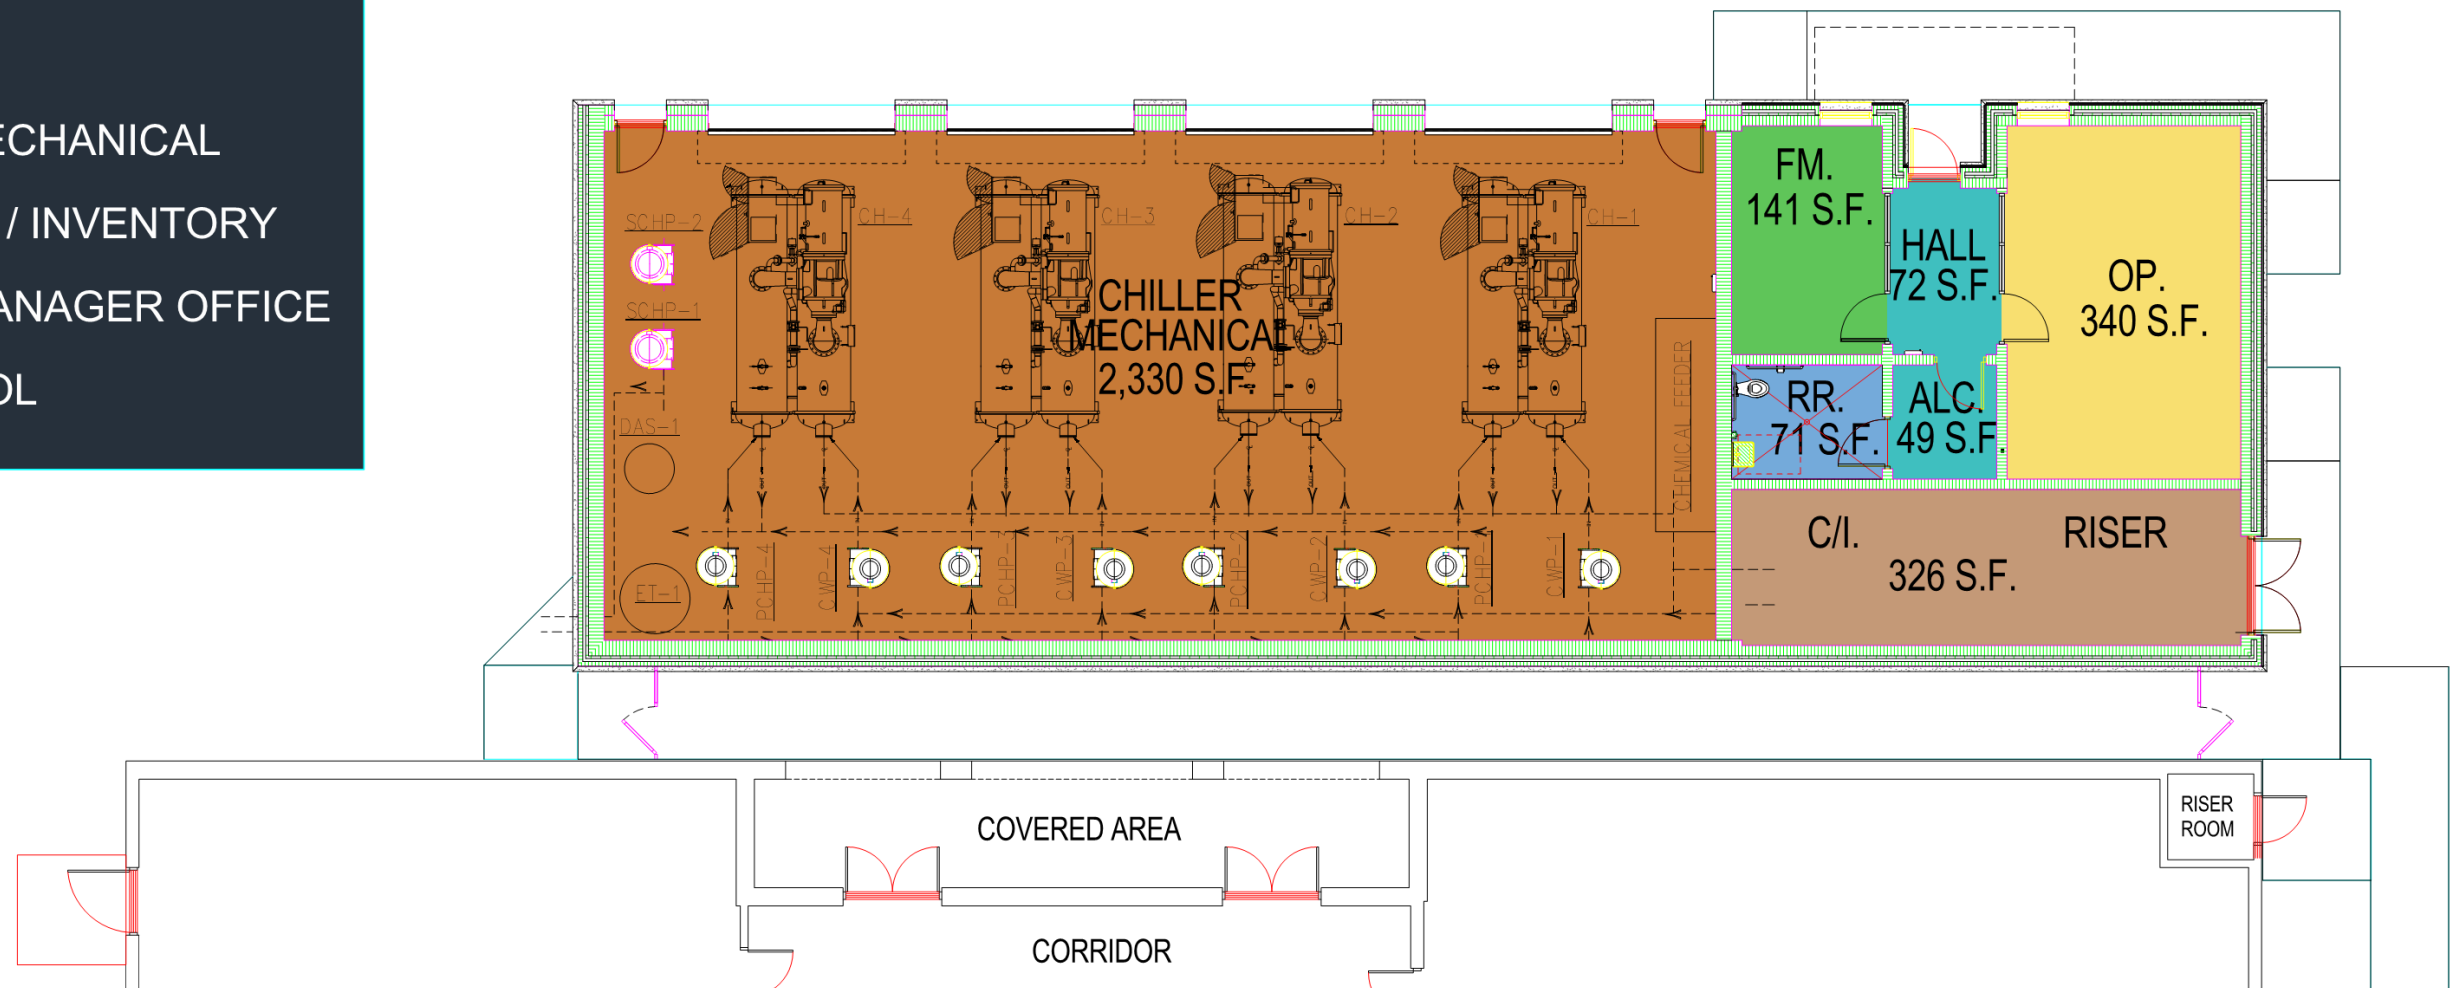 ECHANICAL
/ INVENTORY
ANAGER OFFICE
OL
SCHP-2
SCHP-1
DAS-1
ET-1
CH-4
CH-3
CH-2
CH-1
CHILLER
MECHANICAL
2,330 S.F.
CHEMICAL FEEDER
PCHP-4
CWP-4
PCHP-3
CWP-3
PCHP-2
CWP-2
PCHP-1
CWP-1
FM.
141 S.F.
HALL
72 S.F.
OP.
340 S.F.
RR.
71 S.F.
ALC.
49 S.F.
C/I.
RISER
326 S.F.
COVERED AREA
CORRIDOR
RISER
ROOM